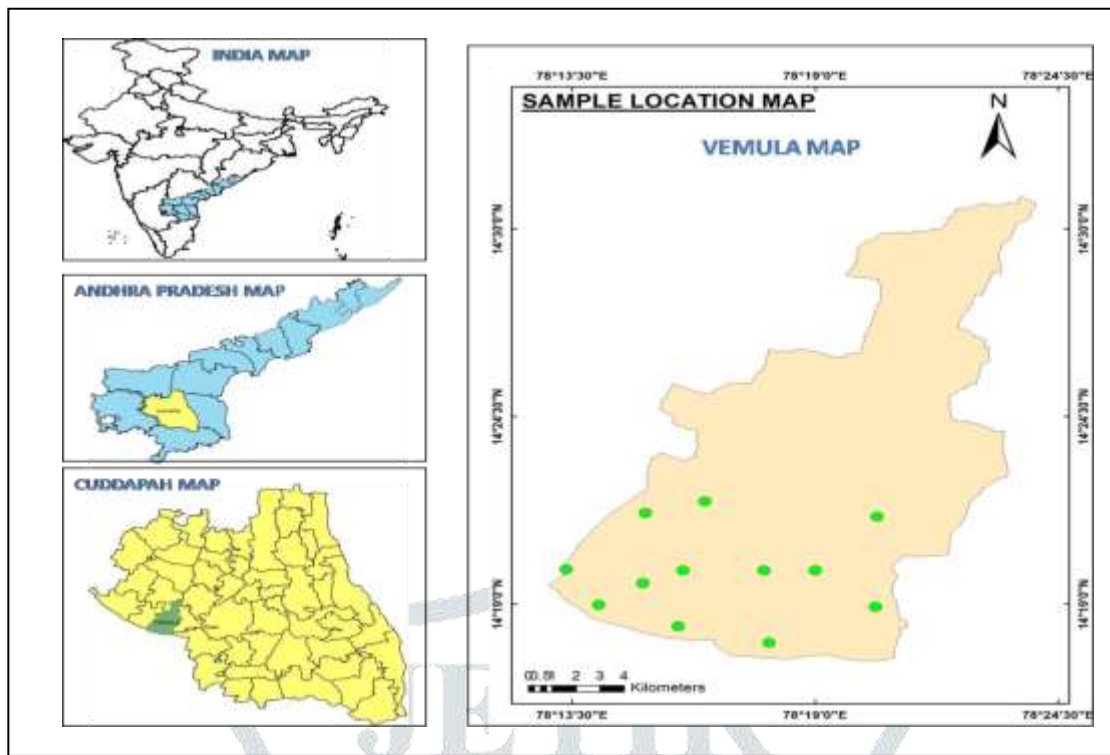 INDIA MAP
ANDHRA PRADESH MAP
CUDDAPAH MAP
78°13'30"E 78°19'0"E 78°24'30"E
SAMPLE LOCATION MAP
N
VEMULA MAP
14°30'0"N 14°30'0"N
14°24'30"N 14°24'30"N
14°19'0"N 14°19'0"N
2 3 4 Kilometers
78°13'30"E 78°19'0"E 78°24'30"E
JETIR